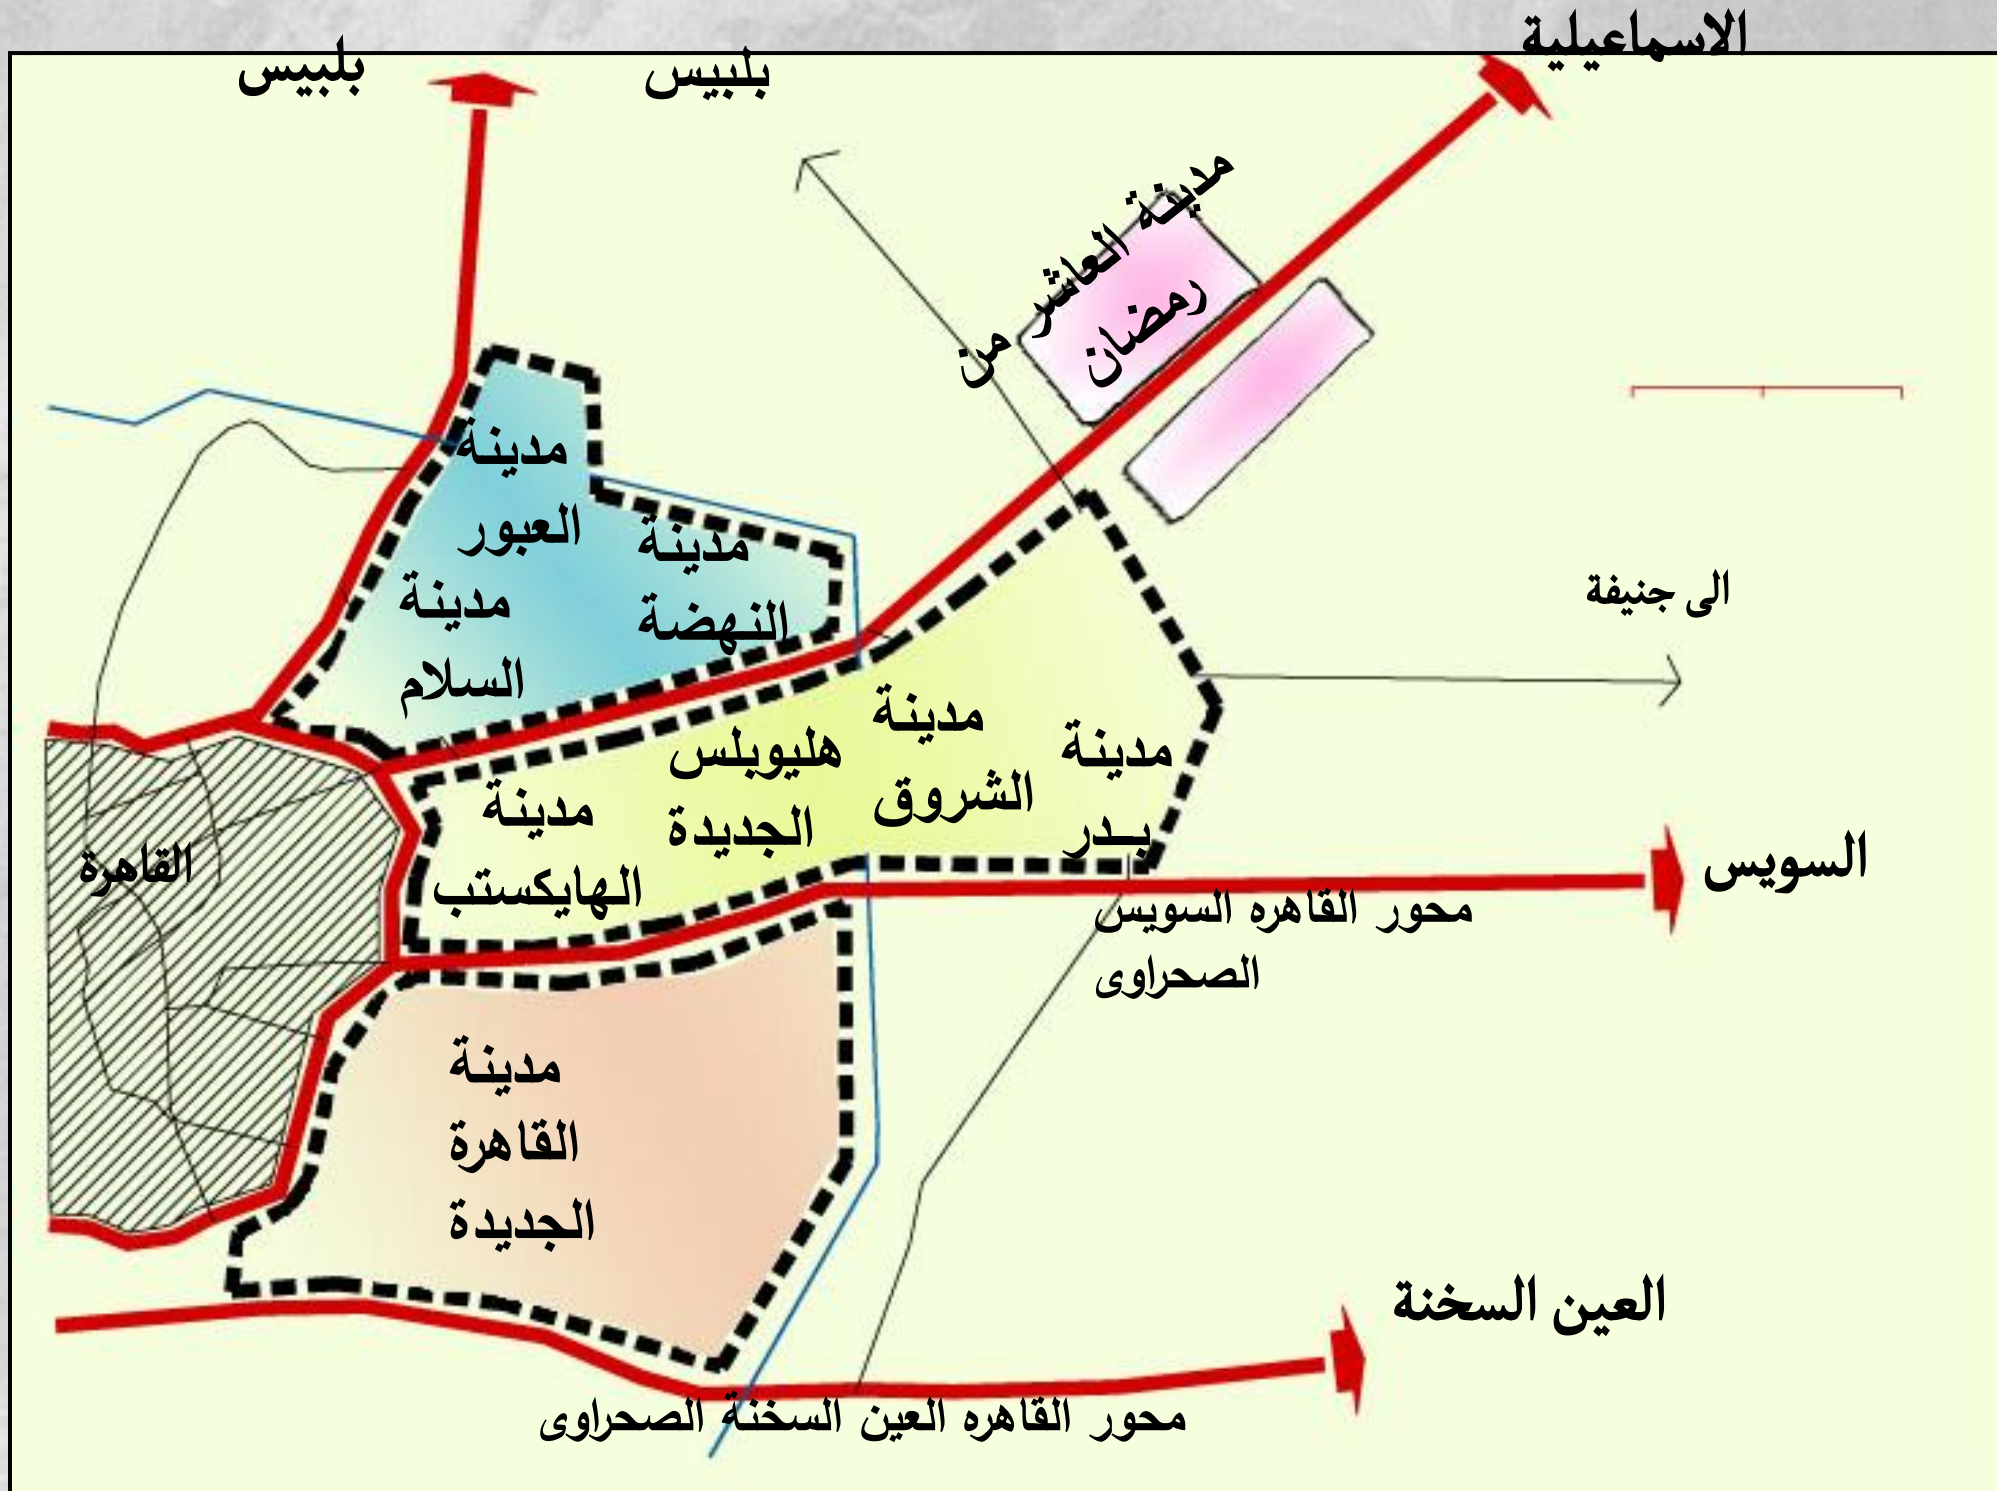 الاسماعيلية
بلبيس
بلبيس
مدينة العاشر من
رمضان
مدينة
العبور
مدينة
النهضة
مدينة
السلام
الى جنيفة
مدينة
الشروق
هليوبلس
الجديدة
مدينة
بــدر
مدينة
الهايكستب
القاهرة
السويس
محور القاهره السويس
الصحراوى
مدينة
القاهرة
الجديدة
العين السخنة
محور القاهره العين السخنة الصحراوى